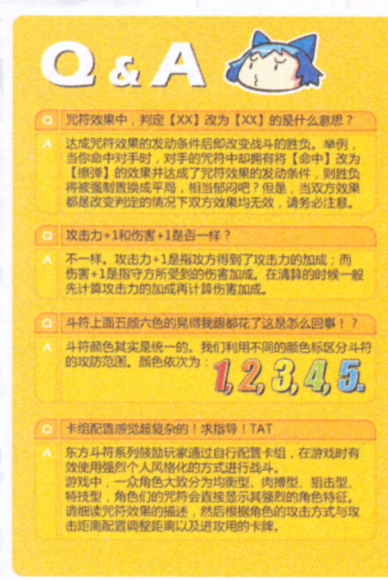 Q & A
Q 咒符效果中，判定【XX】改为【XX】的是什么意思？
A 达成咒符效果的发动条件后即改变战斗的胜负。举例，
当你命中对手时，对手的咒符中却拥有将【命中】改为
【擦弹】的效果并达成了咒符效果的发动条件，则胜负
将被强制置换成平局，相当郁闷吧？但是，当双方效果
都是改变判定的情况下双方效果均无效，请务必注意。
Q 攻击力+1和伤害+1是否一样？
A 不一样。攻击力+1是指攻方得到了攻击力的加成；而
伤害+1是指守方所受到的伤害加成。在清算的时候一般
先计算攻击力的加成再计算伤害加成。
Q 斗符上面五颜六色的晃得我眼都花了这是怎么回事！？
A 斗符颜色其实是统一的。我们利用不同的颜色标区分斗符
的攻防范围。颜色依次为：1, 2, 3, 4, 5.
Q 卡组配置感觉超复杂的！求指导！TAT
A 东方斗符系列鼓励玩家通过自行配置卡组，在游戏时有
效使用强烈个人风格化的方式进行战斗。
游戏中，一众角色大致分为均衡型、肉搏型、狙击型、
特技型，角色们的咒符会直接显示其强烈的角色特征。
请细读咒符效果的描述，然后根据角色的攻击方式与攻
击距离配置调整距离以及进攻用的卡牌。